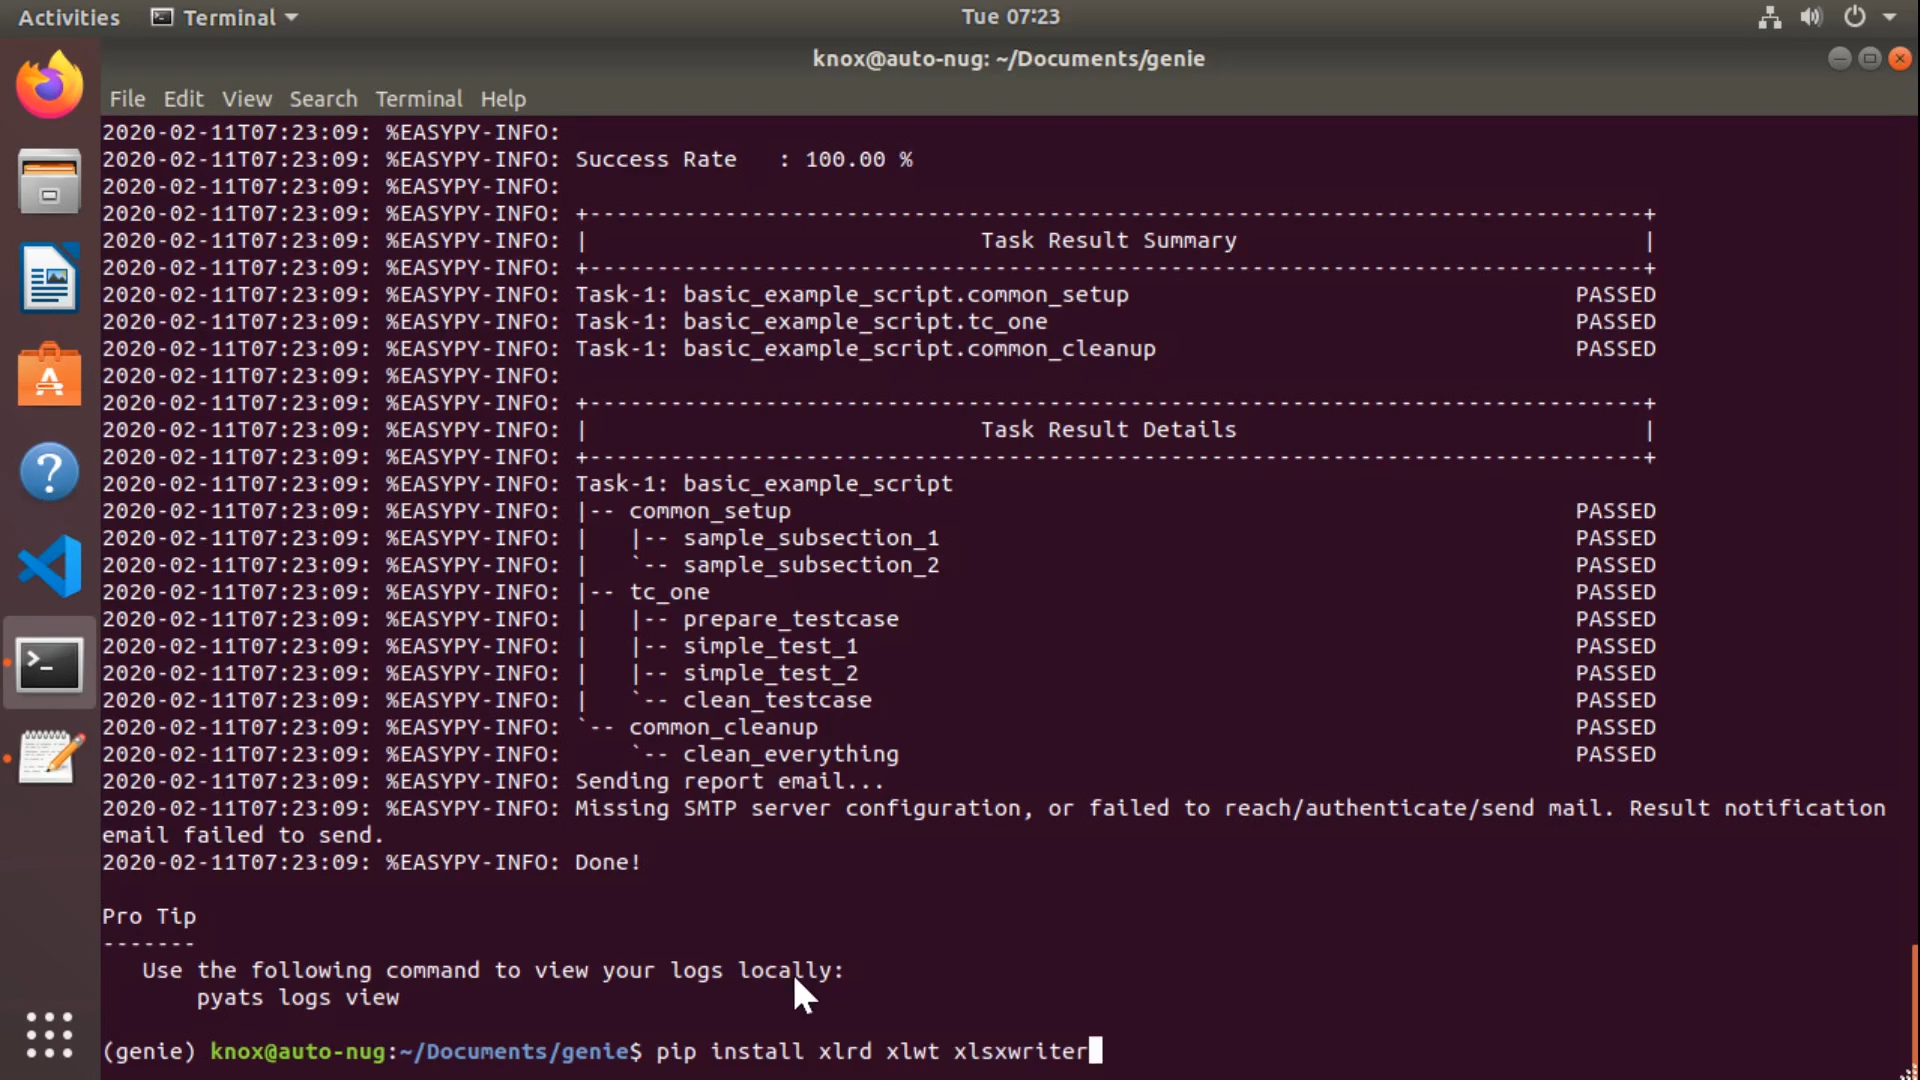 Activities Terminal Tue 07:23
knox@auto-nug: ~/Documents/genie
File Edit View Search Terminal Help
2020-02-11T07:23:09: %EASYPY-INFO:
2020-02-11T07:23:09: %EASYPY-INFO: Success Rate   : 100.00 %
2020-02-11T07:23:09: %EASYPY-INFO:
2020-02-11T07:23:09: %EASYPY-INFO: +------------------------------------------------------------------------------+
2020-02-11T07:23:09: %EASYPY-INFO: |                             Task Result Summary                              |
2020-02-11T07:23:09: %EASYPY-INFO: +------------------------------------------------------------------------------+
2020-02-11T07:23:09: %EASYPY-INFO: Task-1: basic_example_script.common_setup                                 PASSED
2020-02-11T07:23:09: %EASYPY-INFO: Task-1: basic_example_script.tc_one                                       PASSED
2020-02-11T07:23:09: %EASYPY-INFO: Task-1: basic_example_script.common_cleanup                               PASSED
2020-02-11T07:23:09: %EASYPY-INFO:
2020-02-11T07:23:09: %EASYPY-INFO: +------------------------------------------------------------------------------+
2020-02-11T07:23:09: %EASYPY-INFO: |                             Task Result Details                              |
2020-02-11T07:23:09: %EASYPY-INFO: +------------------------------------------------------------------------------+
2020-02-11T07:23:09: %EASYPY-INFO: Task-1: basic_example_script
2020-02-11T07:23:09: %EASYPY-INFO: |-- common_setup                                                          PASSED
2020-02-11T07:23:09: %EASYPY-INFO: |   |-- sample_subsection_1                                               PASSED
2020-02-11T07:23:09: %EASYPY-INFO: |   `-- sample_subsection_2                                               PASSED
2020-02-11T07:23:09: %EASYPY-INFO: |-- tc_one                                                                PASSED
2020-02-11T07:23:09: %EASYPY-INFO: |   |-- prepare_testcase                                                  PASSED
2020-02-11T07:23:09: %EASYPY-INFO: |   |-- simple_test_1                                                     PASSED
2020-02-11T07:23:09: %EASYPY-INFO: |   |-- simple_test_2                                                     PASSED
2020-02-11T07:23:09: %EASYPY-INFO: |   `-- clean_testcase                                                    PASSED
2020-02-11T07:23:09: %EASYPY-INFO: `-- common_cleanup                                                        PASSED
2020-02-11T07:23:09: %EASYPY-INFO:     `-- clean_everything                                                  PASSED
2020-02-11T07:23:09: %EASYPY-INFO: Sending report email...
2020-02-11T07:23:09: %EASYPY-INFO: Missing SMTP server configuration, or failed to reach/authenticate/send mail. Result notification
email failed to send.
2020-02-11T07:23:09: %EASYPY-INFO: Done!
Pro Tip
-------
   Use the following command to view your logs locally:
       pyats logs view
(genie) knox@auto-nug:~/Documents/genie$ pip install xlrd xlwt xlsxwriter